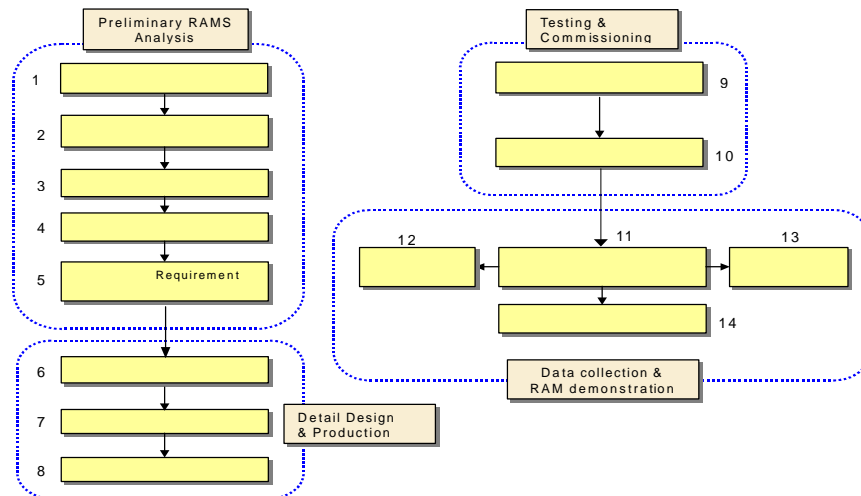 Preliminary RAMS
Analysis
1
2
3
4
5
Requirement
6
7
8
Detail Design
& Production
Testing &
Commissioning
9
10
11
12
13
14
Data collection &
RAM demonstration